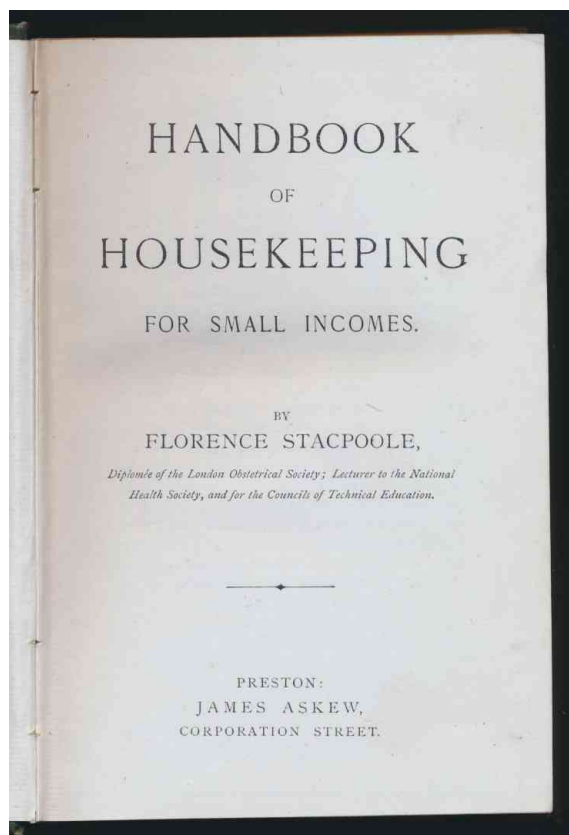 HANDBOOK
OF
HOUSEKEEPING
FOR SMALL INCOMES.
BY
FLORENCE STACPOOLE,
Diplomée of the London Obstetrical Society; Lecturer to the National
Health Society, and for the Councils of Technical Education.
PRESTON:
JAMES ASKEW,
CORPORATION STREET.